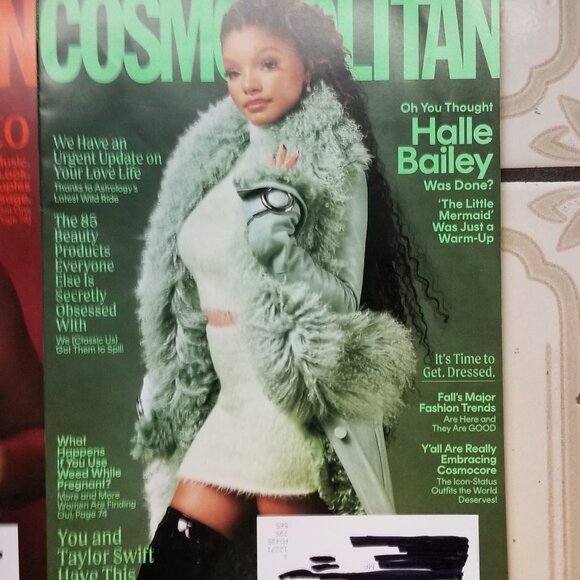 COSMOPOLITAN
We Have an
Urgent Update on
Your Love Life
Thanks to Astrology's
Latest Wild Ride
The 85
Beauty
Products
Everyone
Else Is
Secretly
Obsessed
With
We (Classic Us)
Got Them to Spill
What
Happens
If You Use
Weed While
Pregnant?
More and More
Women Are Finding
Out, Page 74
You and
Taylor Swift
Have This
Oh You Thought
Halle
Bailey
Was Done?
'The Little
Mermaid'
Was Just a
Warm-Up
It's Time to
Get. Dressed.
Fall's Major
Fashion Trends
Are Here and
They Are GOOD
Y'all Are Really
Embracing
Cosmocore
The Icon-Status
Outfits the World
Deserves!